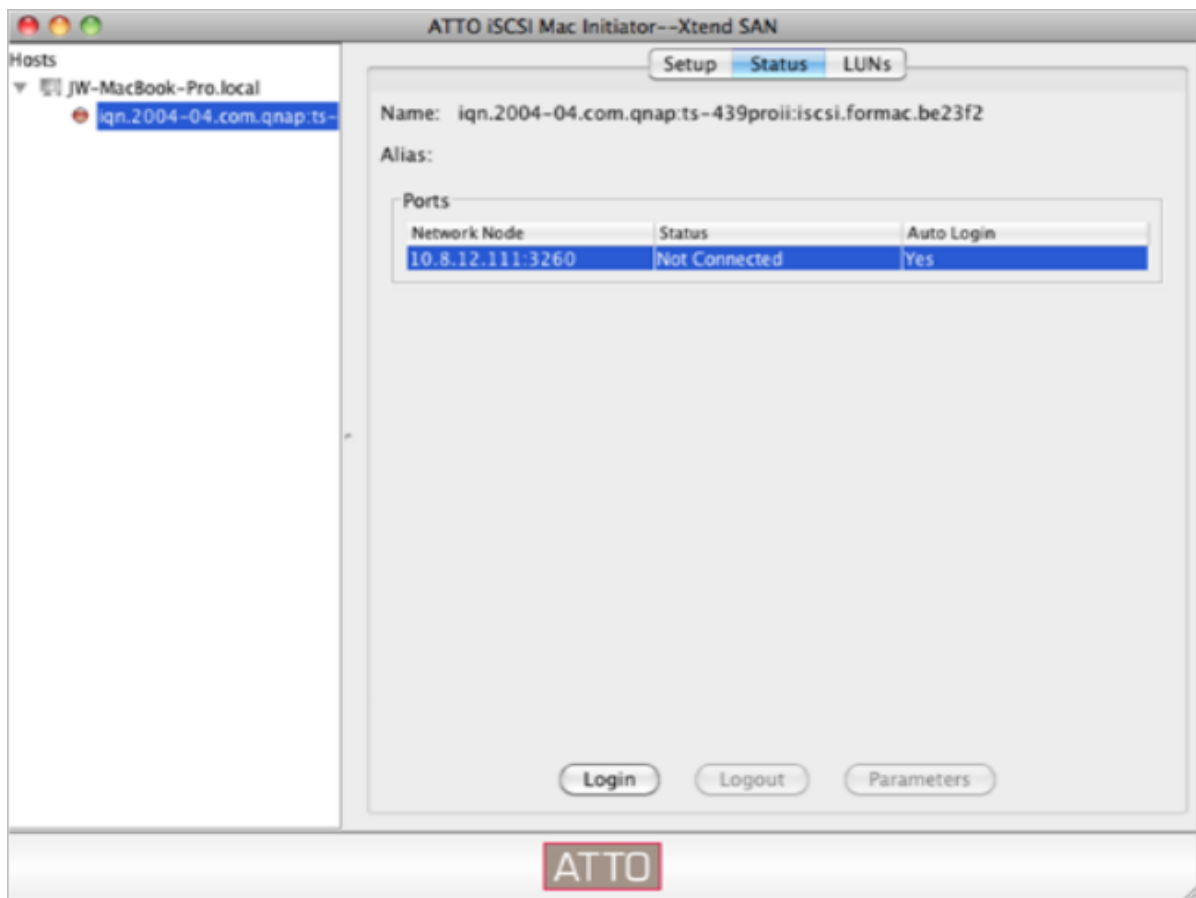 ATTO iSCSI Mac Initiator--Xtend SAN
Hosts
JW-MacBook-Pro.local
iqn.2004-04.com.qnap:ts-
Setup Status LUNs
Name: iqn.2004-04.com.qnap:ts-439proii:iscsi.formac.be23f2
Alias:
Ports
Network Node Status Auto Login
10.8.12.111:3260 Not Connected Yes
Login Logout Parameters
ATTO